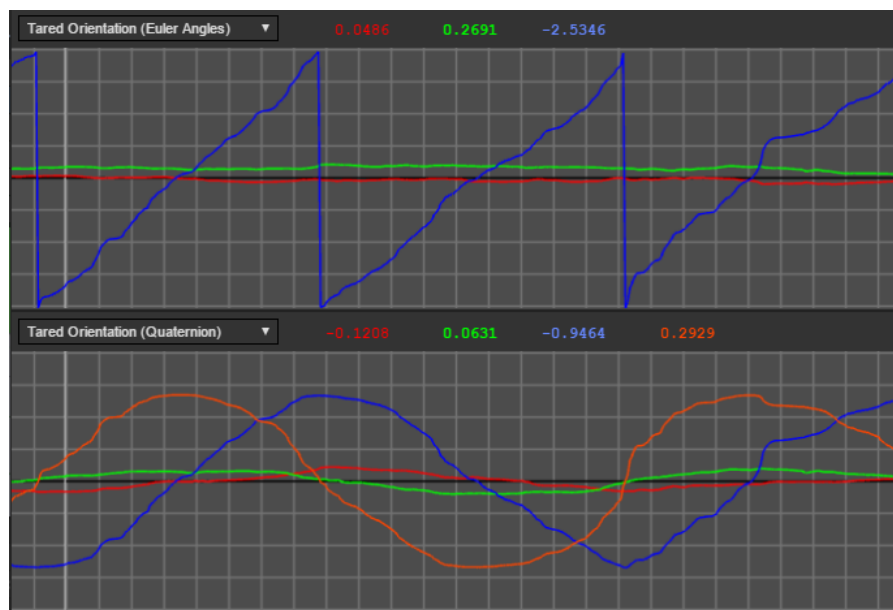 Tared Orientation (Euler Angles) ▼ 0.0486 0.2691 -2.5346
Tared Orientation (Quaternion) ▼ -0.1208 0.0631 -0.9464 0.2929